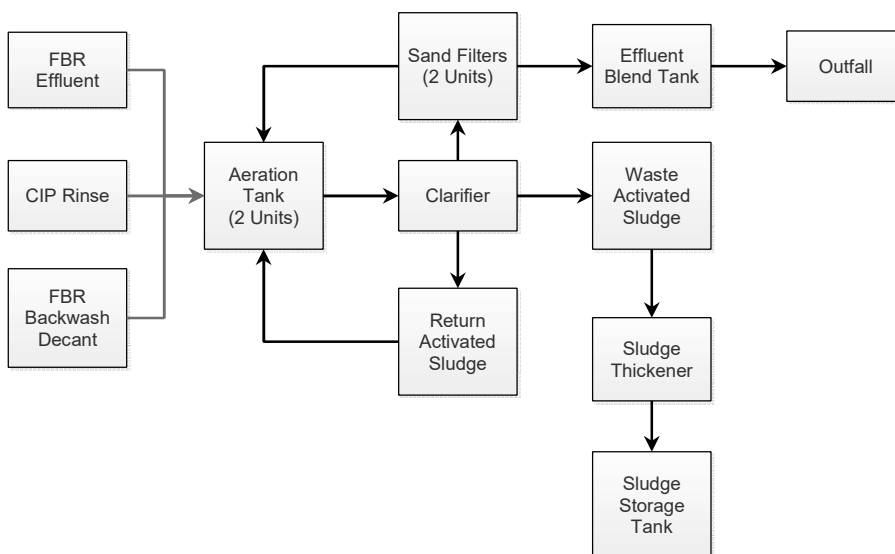 FBR
Effluent
CIP Rinse
FBR
Backwash
Decant
Aeration
Tank
(2 Units)
Sand Filters
(2 Units)
Clarifier
Return
Activated
Sludge
Effluent
Blend Tank
Outfall
Waste
Activated
Sludge
Sludge
Thickener
Sludge
Storage
Tank